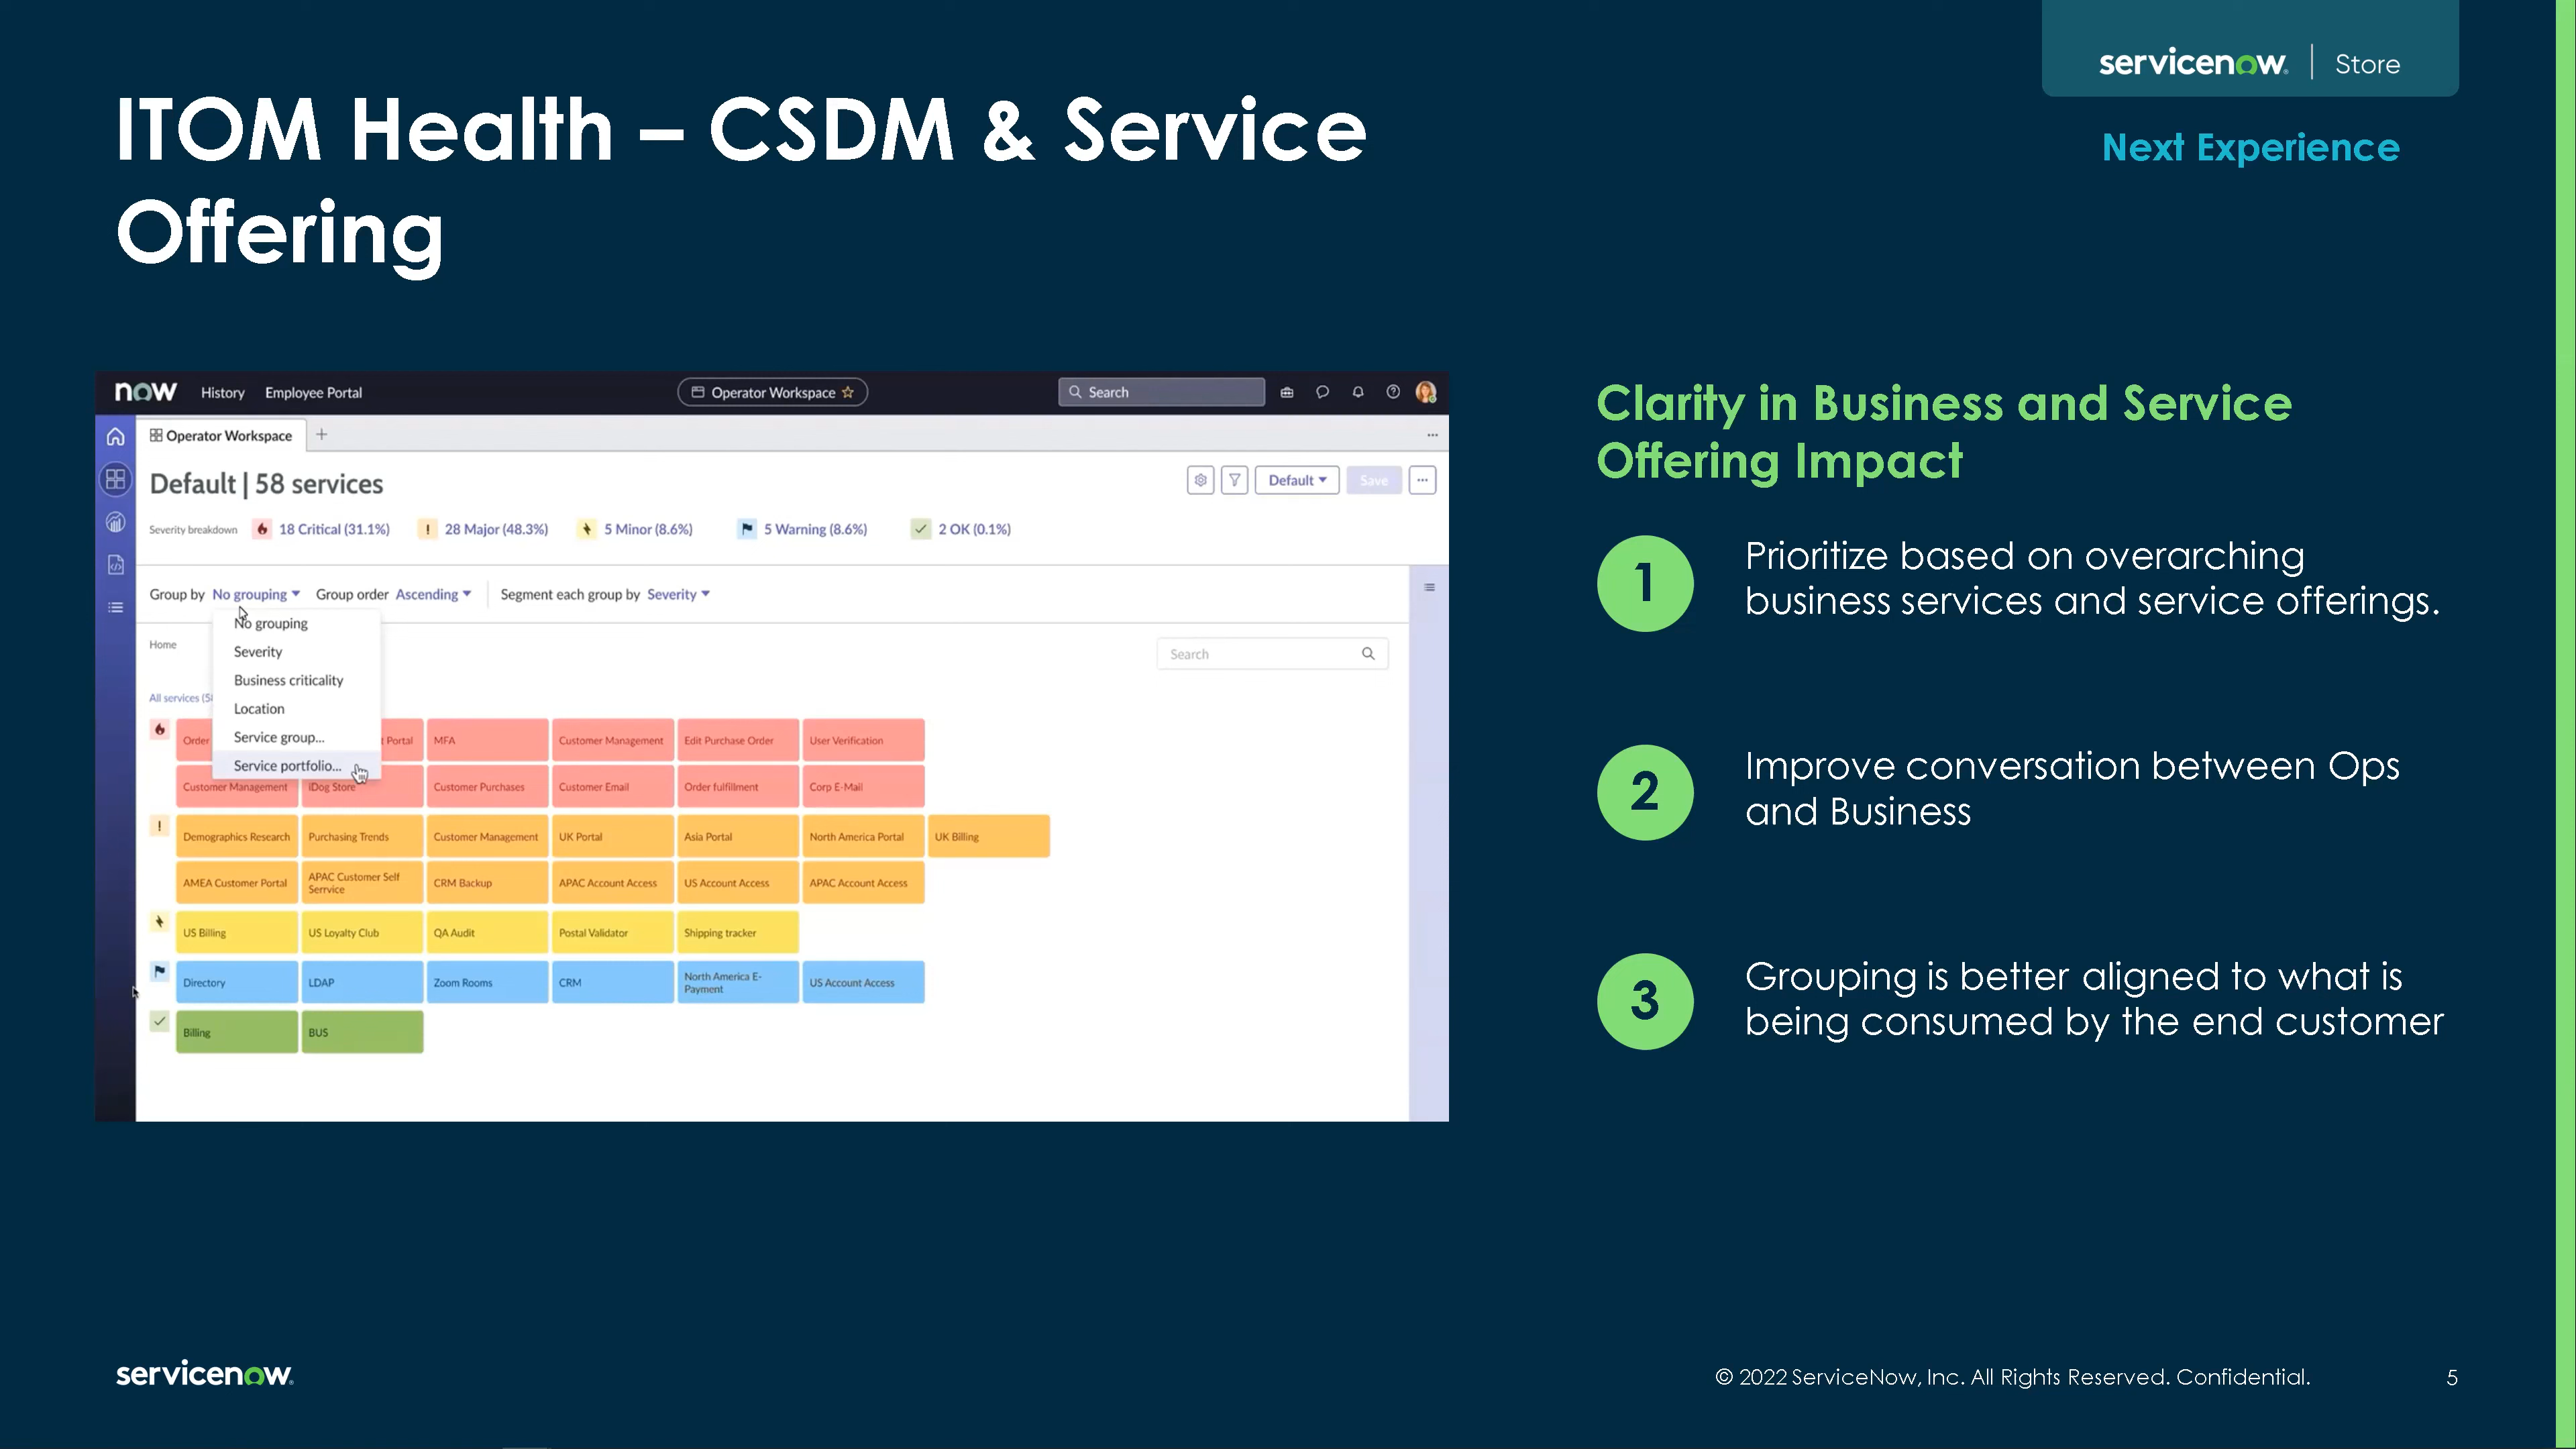 servicenow | Store
ITOM Health – CSDM & Service
Offering
Next Experience
now History Employee Portal Operator Workspace Search
Operator Workspace
Default | 58 services
Default Save
Severity breakdown 18 Critical (31.1%) 28 Major (48.3%) 5 Minor (8.6%) 5 Warning (8.6%) 2 OK (0.1%)
Group by No grouping Group order Ascending Segment each group by Severity
No grouping
Severity
Business criticality
Location
Service group...
Service portfolio...
Home
Search
All services
Order Portal MFA Customer Management Edit Purchase Order User Verification
Customer Management iDog Store Customer Purchases Customer Email Order fulfillment Corp E-Mail
Demographics Research Purchasing Trends Customer Management UK Portal Asia Portal North America Portal UK Billing
AMEA Customer Portal APAC Customer Self Serrvice CRM Backup APAC Account Access US Account Access APAC Account Access
US Billing US Loyalty Club QA Audit Postal Validator Shipping tracker
Directory LDAP Zoom Rooms CRM North America E-Payment US Account Access
Billing BUS
Clarity in Business and Service
Offering Impact
1
Prioritize based on overarching
business services and service offerings.
2
Improve conversation between Ops
and Business
3
Grouping is better aligned to what is
being consumed by the end customer
servicenow
© 2022 ServiceNow, Inc. All Rights Reserved. Confidential.
5